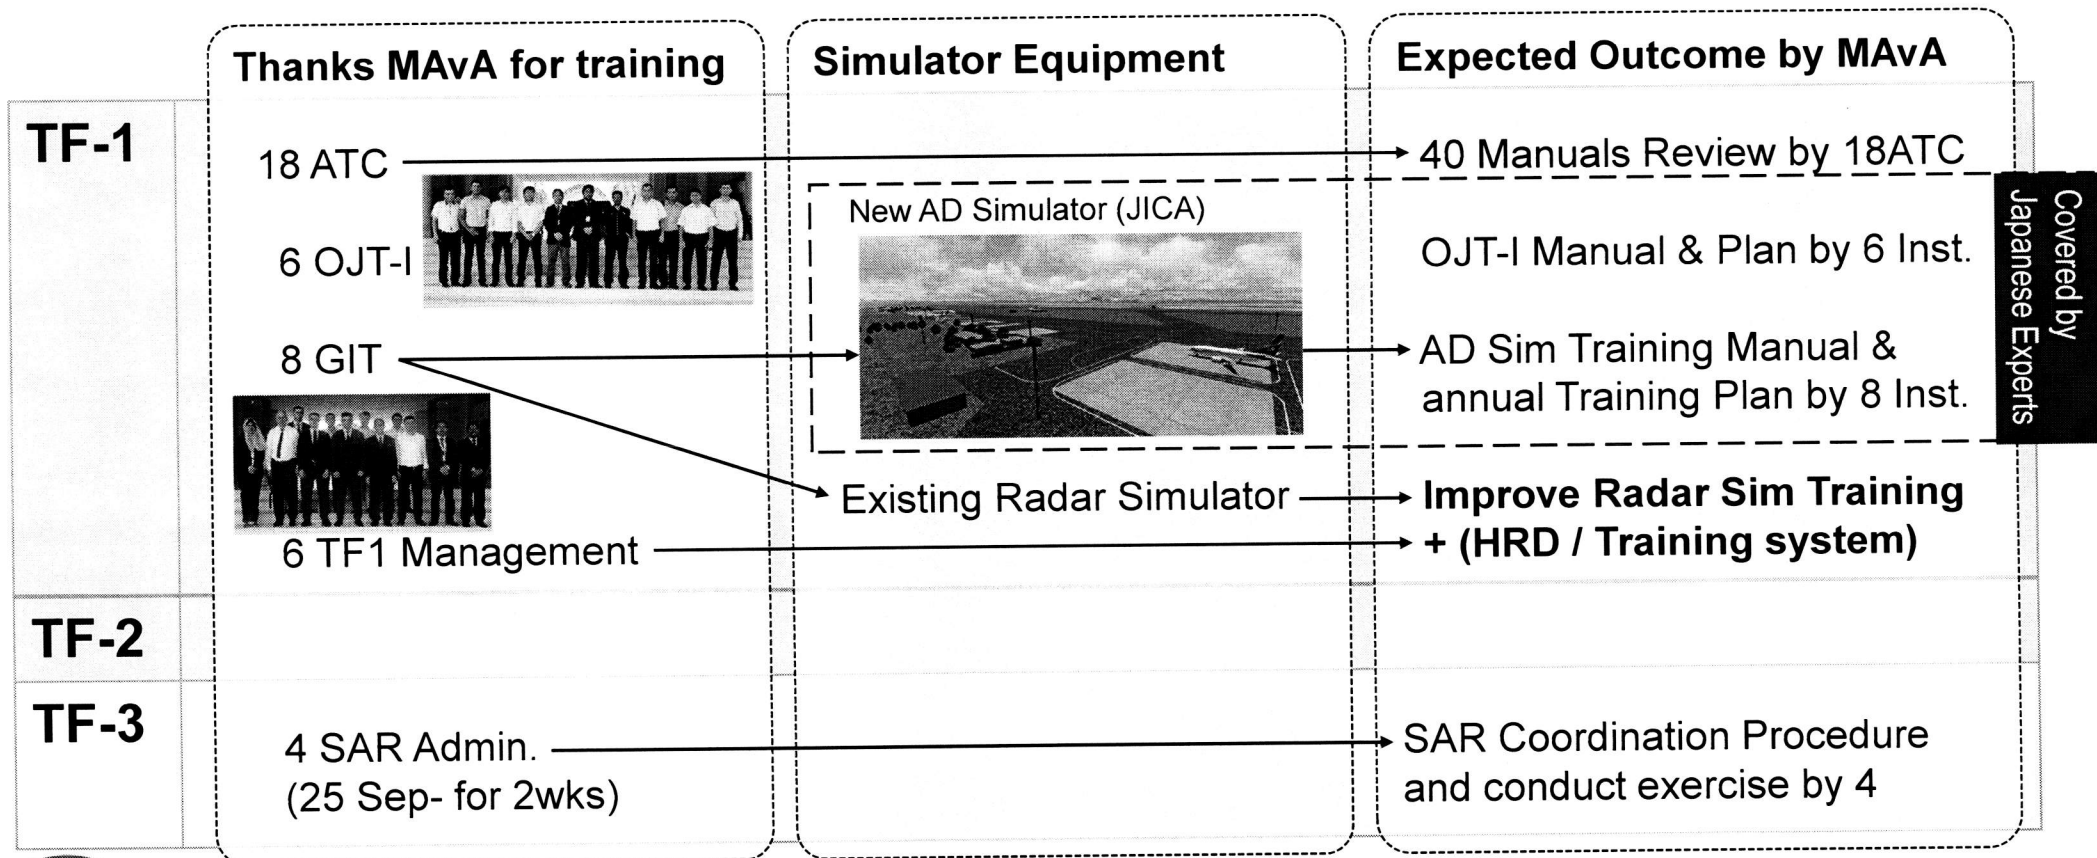 Thanks MAvA for training
Simulator Equipment
Expected Outcome by MAvA
TF-1
18 ATC
40 Manuals Review by 18ATC
New AD Simulator (JICA)
6 OJT-I
OJT-I Manual & Plan by 6 Inst.
8 GIT
AD Sim Training Manual &
annual Training Plan by 8 Inst.
Covered by
Japanese Experts
Existing Radar Simulator
Improve Radar Sim Training
6 TF1 Management
+ (HRD / Training system)
TF-2
TF-3
4 SAR Admin.
(25 Sep- for 2wks)
SAR Coordination Procedure
and conduct exercise by 4